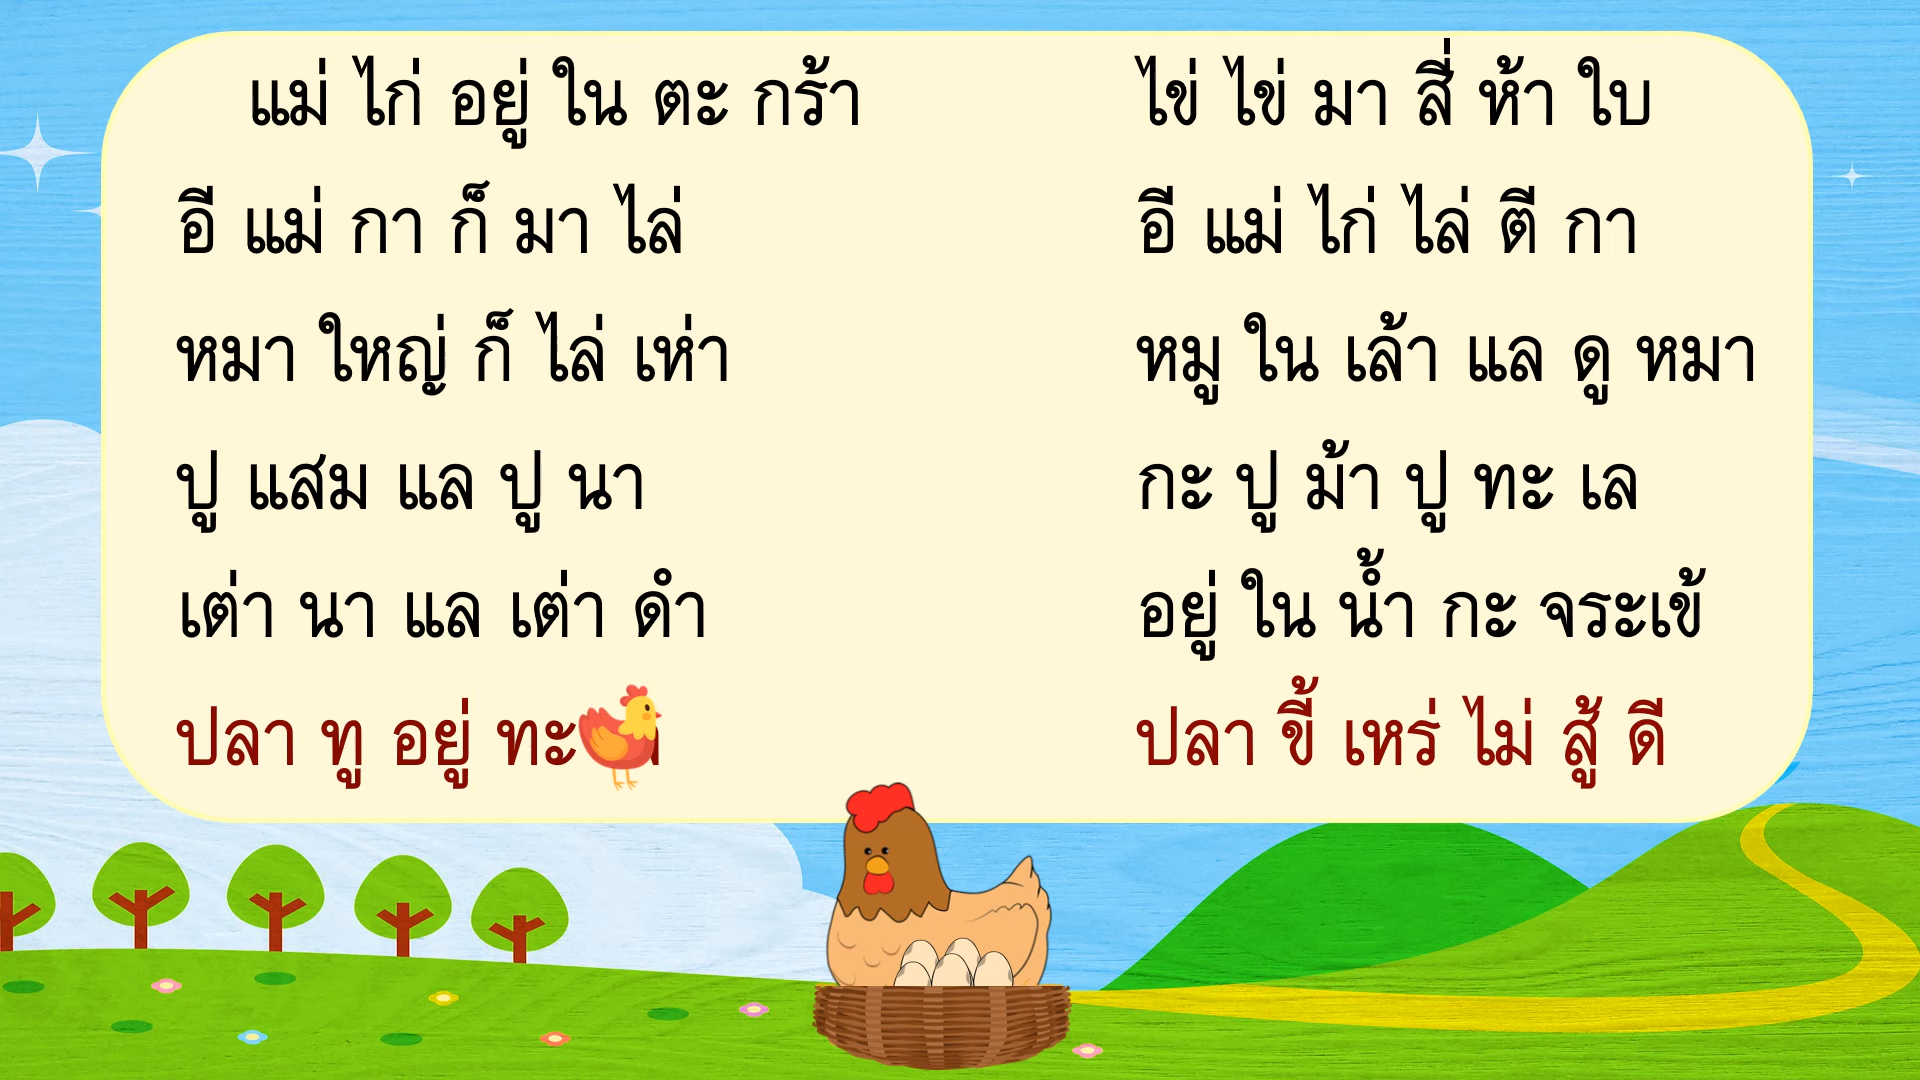 แม่ ไก่ อยู่ ใน ตะ กร้า ไข่ ไข่ มา สี่ ห้า ใบ
อี แม่ กา ก็ มา ไล่ อี แม่ ไก่ ไล่ ตี กา
หมา ใหญ่ ก็ ไล่ เห่า หมู ใน เล้า แล ดู หมา
ปู แสม แล ปู นา กะ ปู ม้า ปู ทะ เล
เต่า นา แล เต่า ดำ อยู่ ใน น้ำ กะ จระเข้
ปลา ทู อยู่ ทะ ปลา ขี้ เหร่ ไม่ สู้ ดี